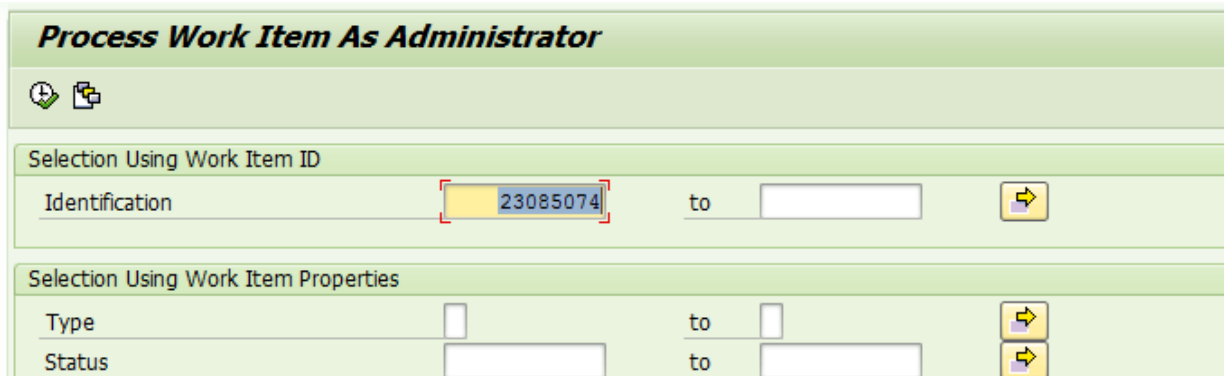 Process Work Item As Administrator
Selection Using Work Item ID
Identification 23085074 to
Selection Using Work Item Properties
Type to
Status to